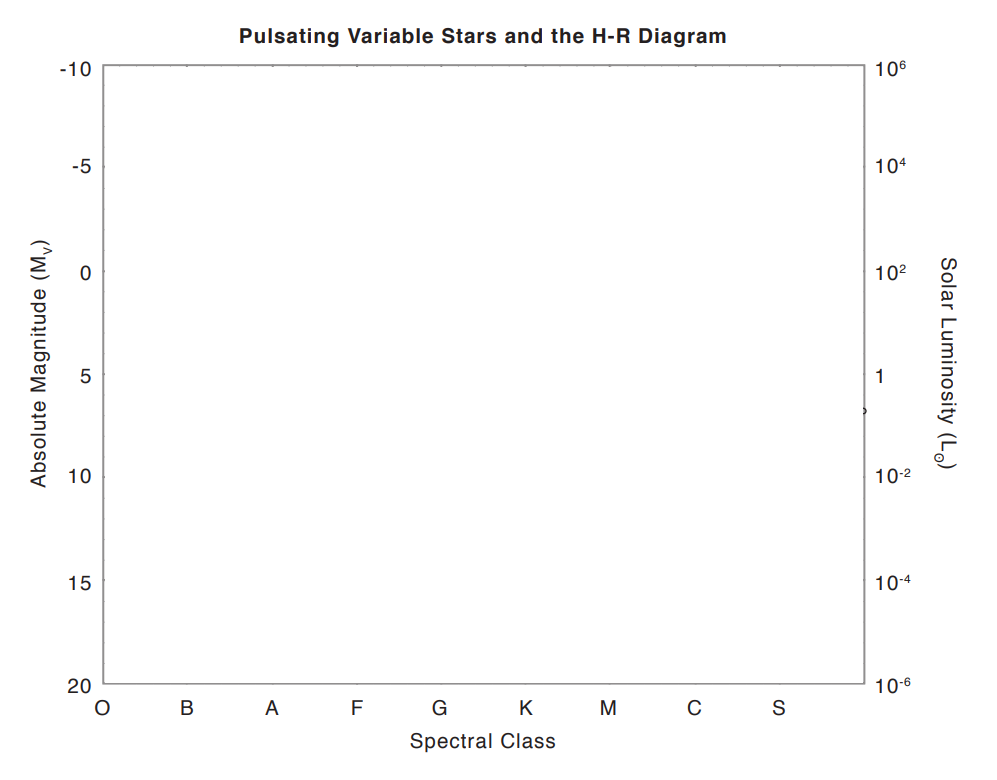 Pulsating Variable Stars and the H-R Diagram
-10
-5
0
5
10
15
20
Absolute Magnitude (Mᵥ)
10⁶
10⁴
10²
1
10⁻²
10⁻⁴
10⁻⁶
Solar Luminosity (L☉)
O B A F G K M C S
Spectral Class